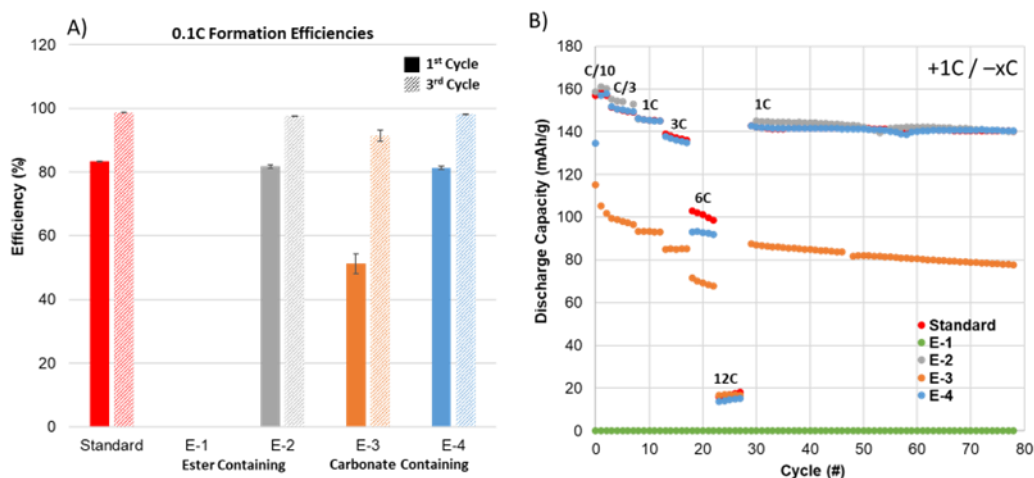 A)
0.1C Formation Efficiencies
120
100
80
60
40
20
0
Efficiency (%)
1st Cycle
3rd Cycle
Standard E-1 E-2 E-3 E-4
Ester Containing Carbonate Containing
B)
180
160
140
120
100
80
60
40
20
0
Discharge Capacity (mAh/g)
+1C / –xC
C/10
C/3
1C
3C
6C
12C
1C
Standard
E-1
E-2
E-3
E-4
0 10 20 30 40 50 60 70 80
Cycle (#)